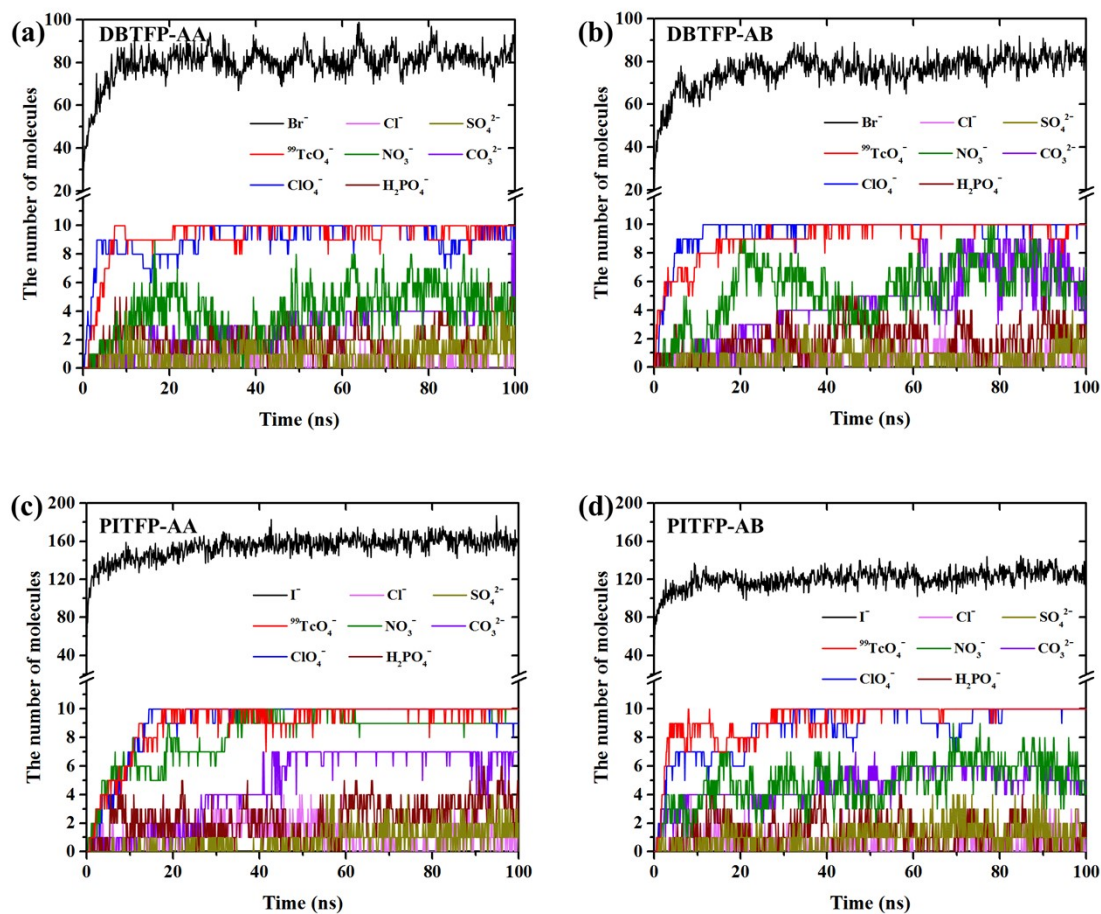 (a)
DBTFP-AA
100
80
60
40
20
10
8
6
4
2
0
The number of molecules
Br⁻ Cl⁻ SO₄²⁻
⁹⁹TcO₄⁻ NO₃⁻ CO₃²⁻
ClO₄⁻ H₂PO₄⁻
0 20 40 60 80 100
Time (ns)
(b)
DBTFP-AB
100
80
60
40
20
10
8
6
4
2
0
The number of molecules
Br⁻ Cl⁻ SO₄²⁻
⁹⁹TcO₄⁻ NO₃⁻ CO₃²⁻
ClO₄⁻ H₂PO₄⁻
0 20 40 60 80 100
Time (ns)
(c)
PITFP-AA
200
160
120
80
40
10
8
6
4
2
0
The number of molecules
I⁻ Cl⁻ SO₄²⁻
⁹⁹TcO₄⁻ NO₃⁻ CO₃²⁻
ClO₄⁻ H₂PO₄⁻
0 20 40 60 80 100
Time (ns)
(d)
PITFP-AB
200
160
120
80
40
10
8
6
4
2
0
The number of molecules
I⁻ Cl⁻ SO₄²⁻
⁹⁹TcO₄⁻ NO₃⁻ CO₃²⁻
ClO₄⁻ H₂PO₄⁻
0 20 40 60 80 100
Time (ns)